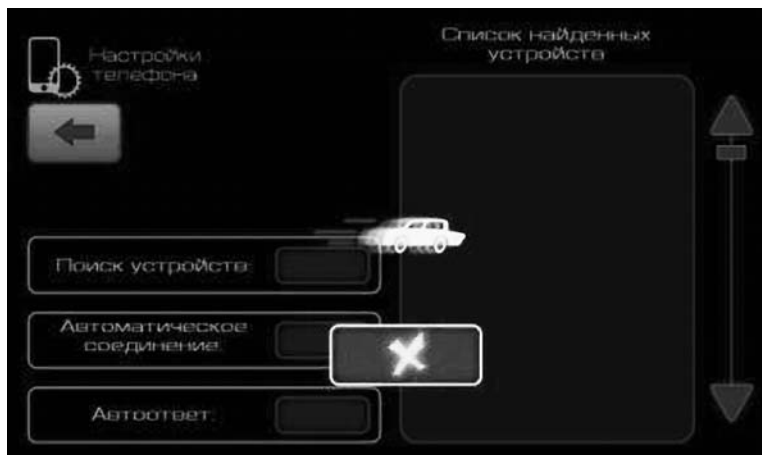 Настройки
телефона
Список найденных
устройств
Поиск устройств:
Автоматическое
соединение:
Автоответ: